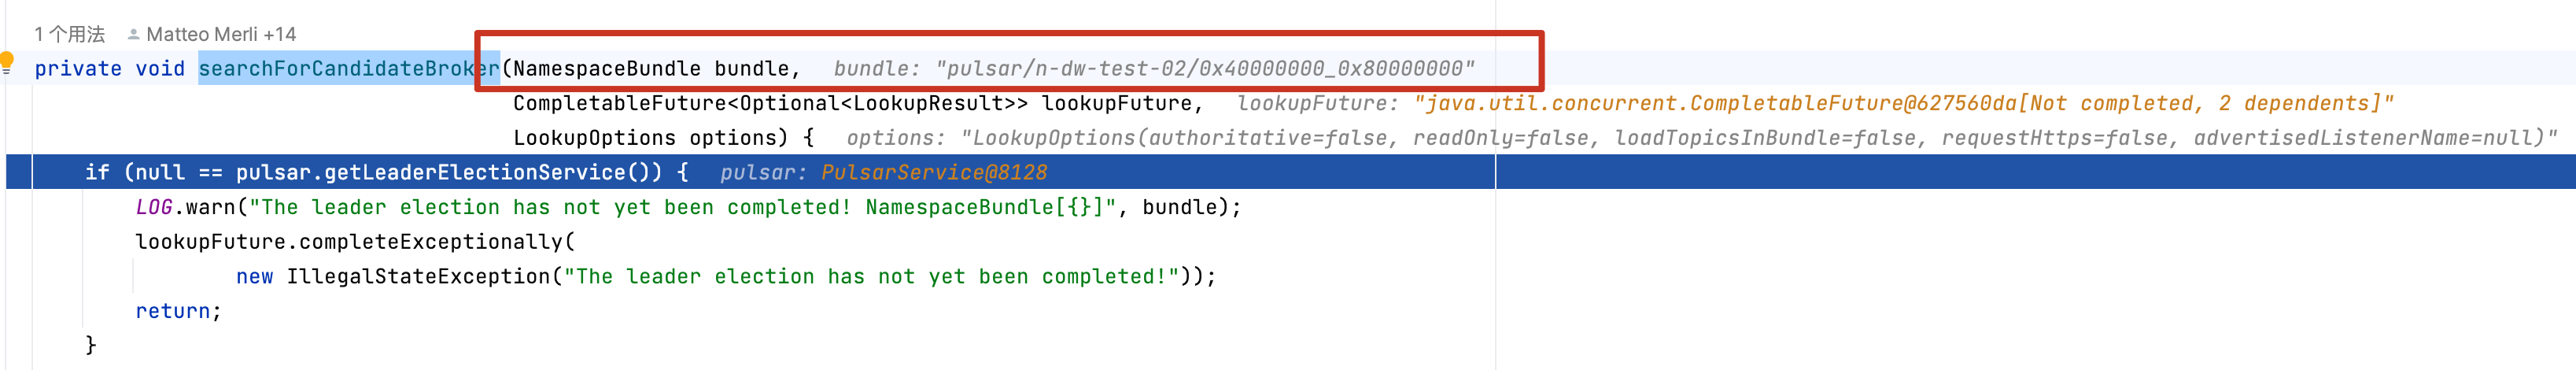 1 个用法 Matteo Merli +14
private void searchForCandidateBroker(NamespaceBundle bundle, bundle: "pulsar/n-dw-test-02/0x40000000_0x80000000"
CompletableFuture<Optional<LookupResult>> lookupFuture, lookupFuture: "java.util.concurrent.CompletableFuture@627560da[Not completed, 2 dependents]"
LookupOptions options) { options: "LookupOptions(authoritative=false, readOnly=false, loadTopicsInBundle=false, requestHttps=false, advertisedListenerName=null)"
if (null == pulsar.getLeaderElectionService()) { pulsar: PulsarService@8128
LOG.warn("The leader election has not yet been completed! NamespaceBundle[{}]", bundle);
lookupFuture.completeExceptionally(
new IllegalStateException("The leader election has not yet been completed!"));
return;
}